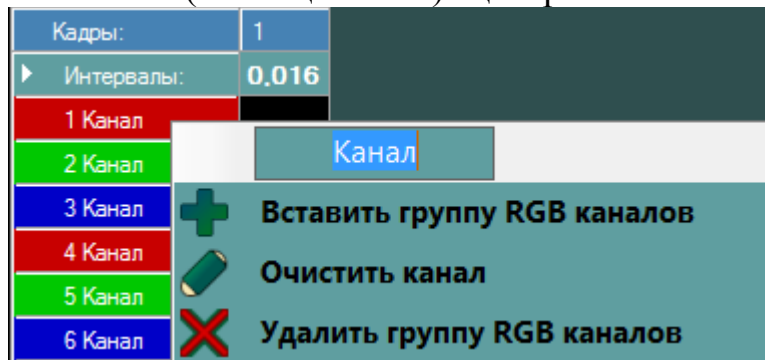 Кадры: 1
Интервалы: 0.016
1 Канал
2 Канал
3 Канал
4 Канал
5 Канал
6 Канал
Канал
Вставить группу RGB каналов
Очистить канал
Удалить группу RGB каналов